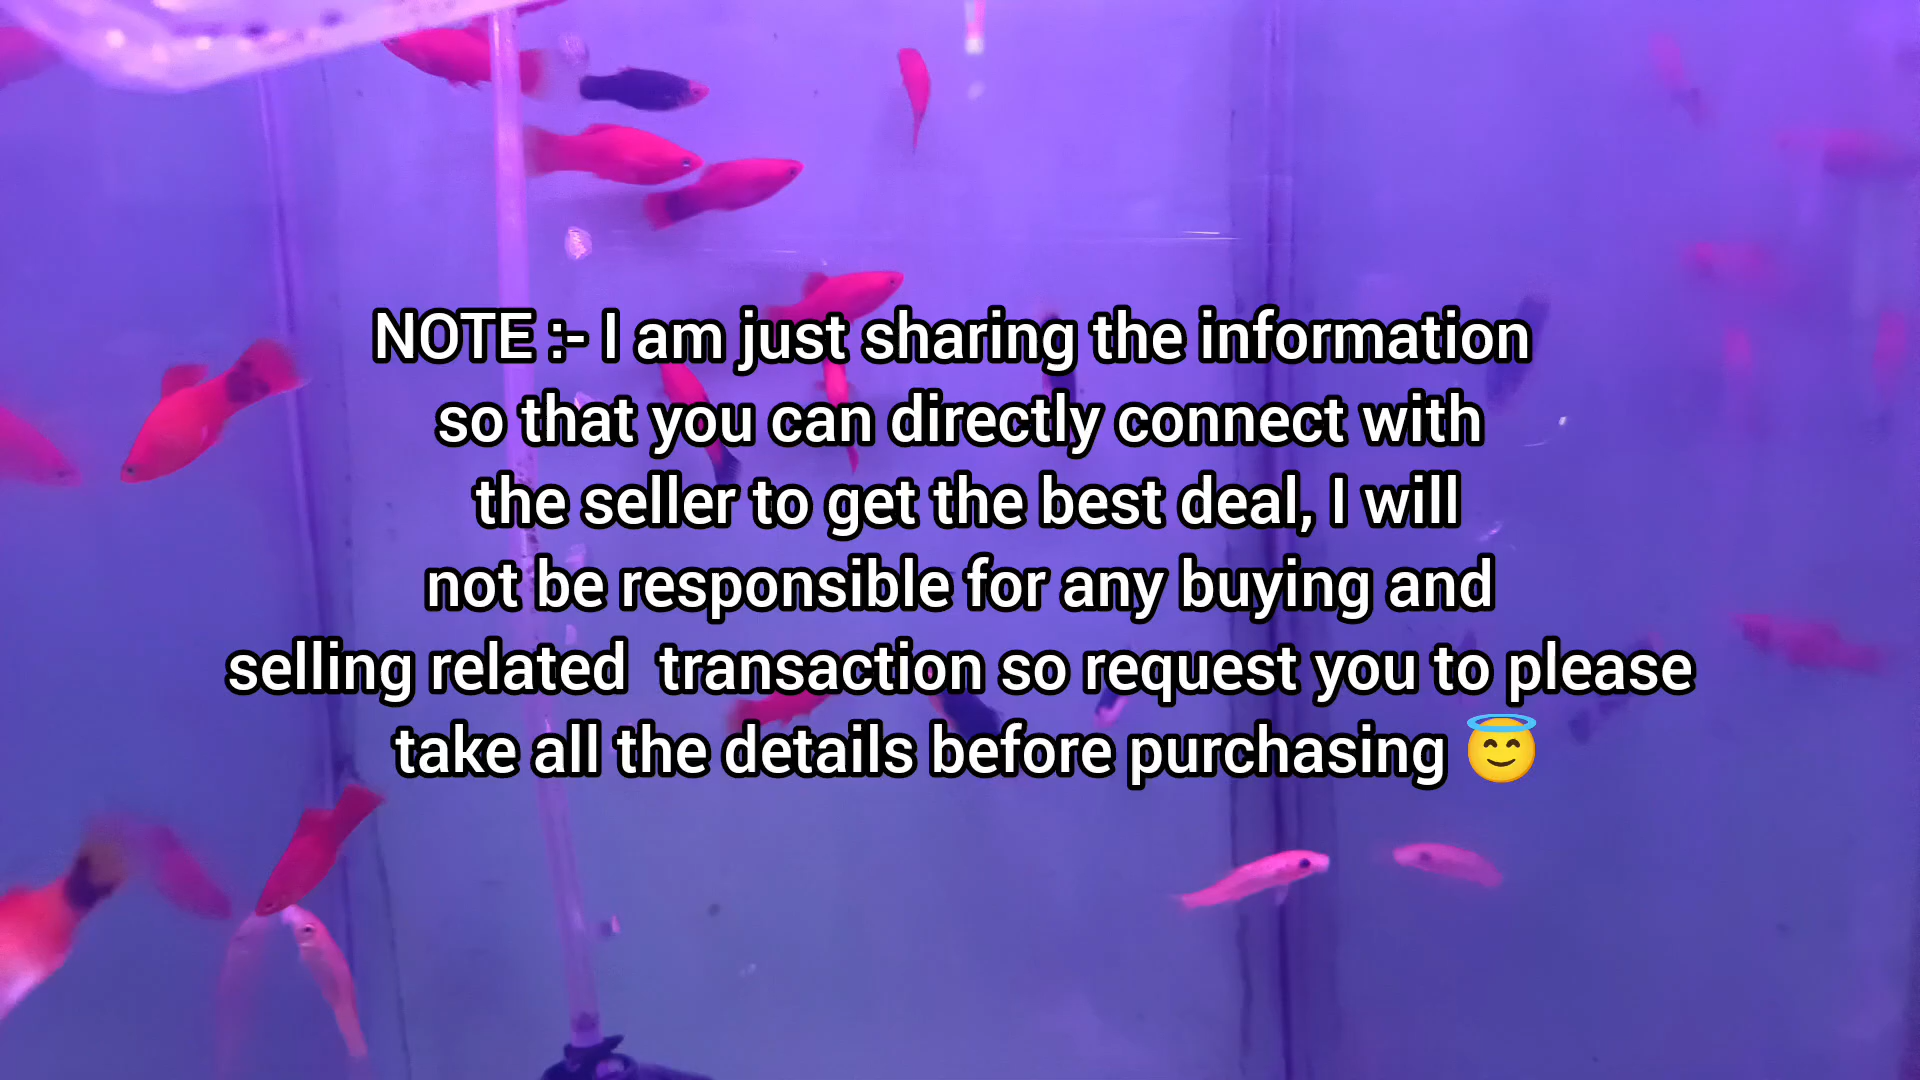 NOTE :- I am just sharing the information
so that you can directly connect with
the seller to get the best deal, I will
not be responsible for any buying and
selling related  transaction so request you to please
take all the details before purchasing 😇